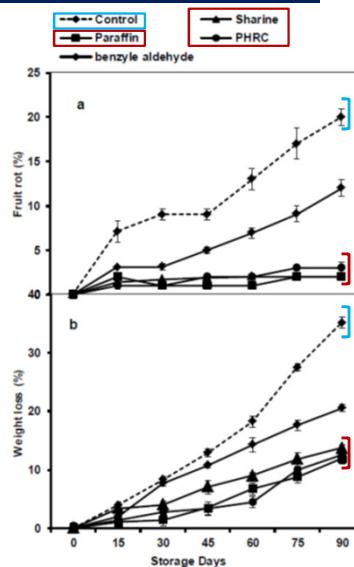 Control Sharine
Paraffin PHRC
benzyle aldehyde
25
a
20
15
10
5
Fruit rot (%)
40
b
30
20
10
0
Weight loss (%)
0 15 30 45 60 75 90
Storage Days